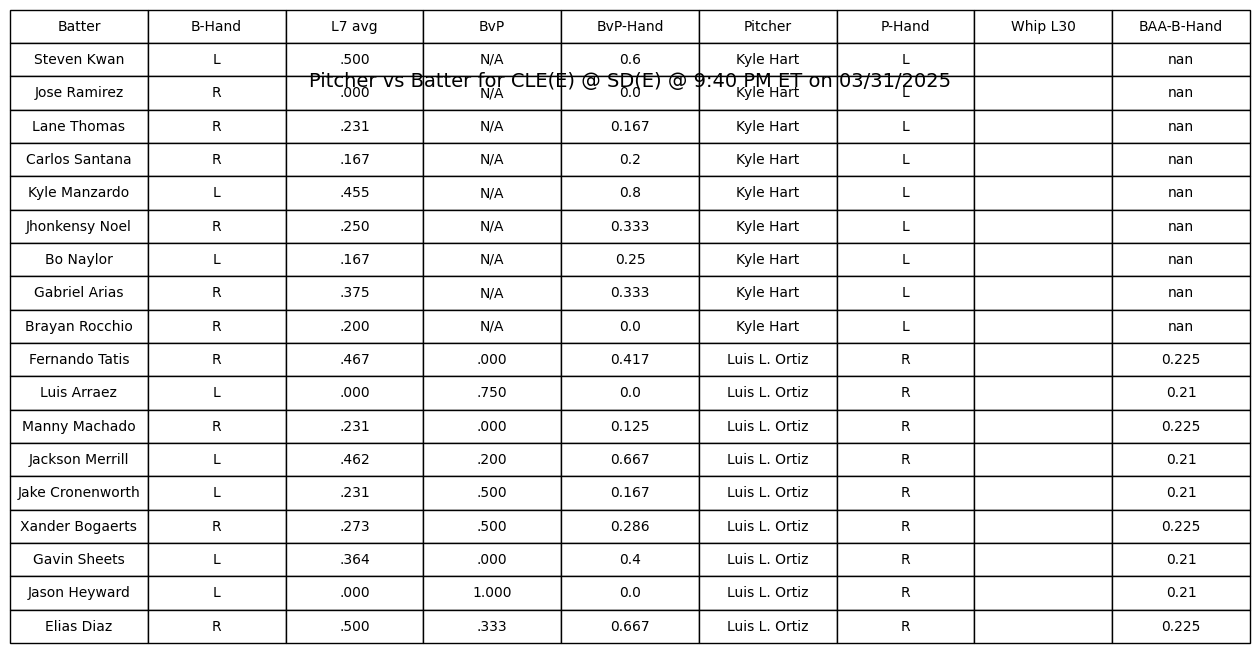 Batter B-Hand L7 avg BvP BvP-Hand Pitcher P-Hand Whip L30 BAA-B-Hand
Steven Kwan L .500 N/A 0.6 Kyle Hart L nan
Pitcher vs Batter for CLE(E) @ SD(E) @ 9:40 PM ET on 03/31/2025
Jose Ramirez R .000 N/A 0.0 Kyle Hart L nan
Lane Thomas R .231 N/A 0.167 Kyle Hart L nan
Carlos Santana R .167 N/A 0.2 Kyle Hart L nan
Kyle Manzardo L .455 N/A 0.8 Kyle Hart L nan
Jhonkensy Noel R .250 N/A 0.333 Kyle Hart L nan
Bo Naylor L .167 N/A 0.25 Kyle Hart L nan
Gabriel Arias R .375 N/A 0.333 Kyle Hart L nan
Brayan Rocchio R .200 N/A 0.0 Kyle Hart L nan
Fernando Tatis R .467 .000 0.417 Luis L. Ortiz R 0.225
Luis Arraez L .000 .750 0.0 Luis L. Ortiz R 0.21
Manny Machado R .231 .000 0.125 Luis L. Ortiz R 0.225
Jackson Merrill L .462 .200 0.667 Luis L. Ortiz R 0.21
Jake Cronenworth L .231 .500 0.167 Luis L. Ortiz R 0.21
Xander Bogaerts R .273 .500 0.286 Luis L. Ortiz R 0.225
Gavin Sheets L .364 .000 0.4 Luis L. Ortiz R 0.21
Jason Heyward L .000 1.000 0.0 Luis L. Ortiz R 0.21
Elias Diaz R .500 .333 0.667 Luis L. Ortiz R 0.225